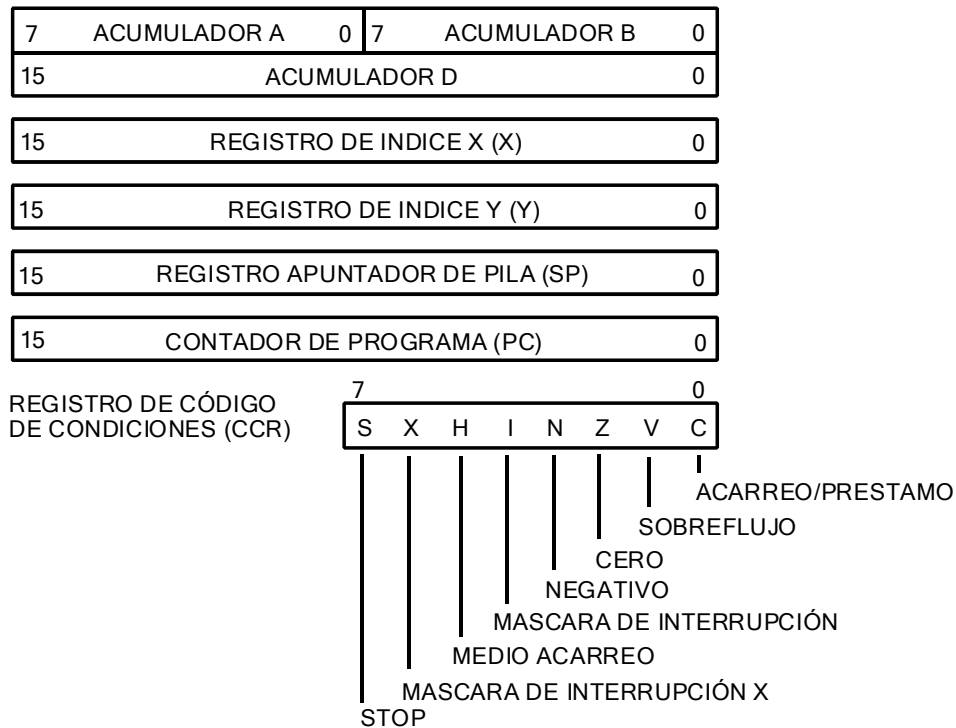 7 ACUMULADOR A 0 7 ACUMULADOR B 0
15 ACUMULADOR D 0
15 REGISTRO DE INDICE X (X) 0
15 REGISTRO DE INDICE Y (Y) 0
15 REGISTRO APUNTADOR DE PILA (SP) 0
15 CONTADOR DE PROGRAMA (PC) 0
7 0
REGISTRO DE CÓDIGO
DE CONDICIONES (CCR)
S X H I N Z V C
ACARREO/PRESTAMO
SOBREFLUJO
CERO
NEGATIVO
MASCARA DE INTERRUPCIÓN
MEDIO ACARREO
MASCARA DE INTERRUPCIÓN X
STOP